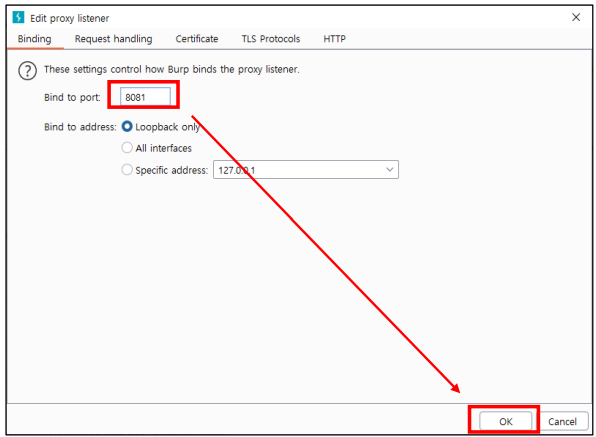 Edit proxy listener
Binding Request handling Certificate TLS Protocols HTTP
? These settings control how Burp binds the proxy listener.
Bind to port: 8081
Bind to address: Loopback only
All interfaces
Specific address: 127.0.0.1
OK Cancel